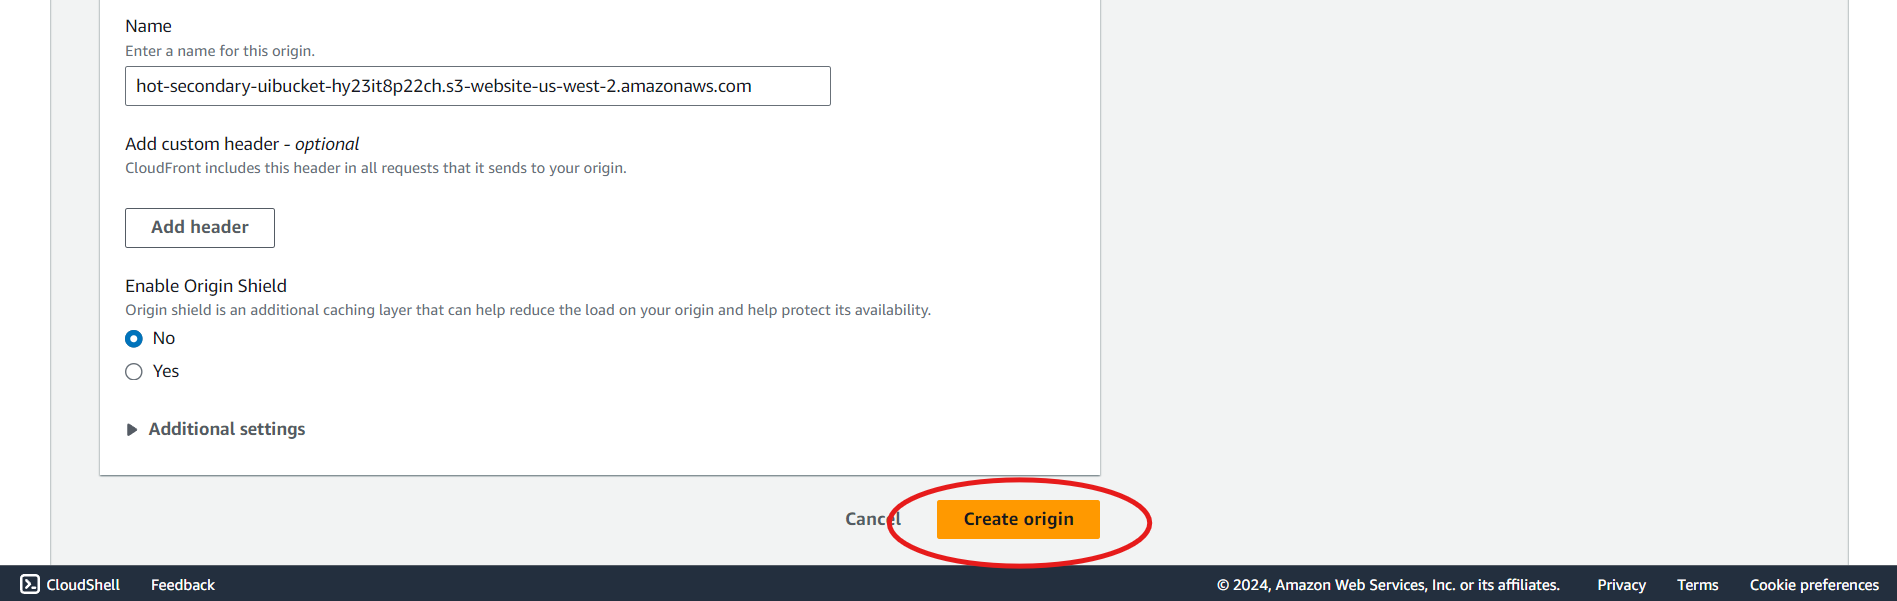 Name
Enter a name for this origin.
hot-secondary-uibucket-hy23it8p22ch.s3-website-us-west-2.amazonaws.com
Add custom header - optional
CloudFront includes this header in all requests that it sends to your origin.
Add header
Enable Origin Shield
Origin shield is an additional caching layer that can help reduce the load on your origin and help protect its availability.
No
Yes
Additional settings
Cancel Create origin
CloudShell Feedback © 2024, Amazon Web Services, Inc. or its affiliates. Privacy Terms Cookie preferences